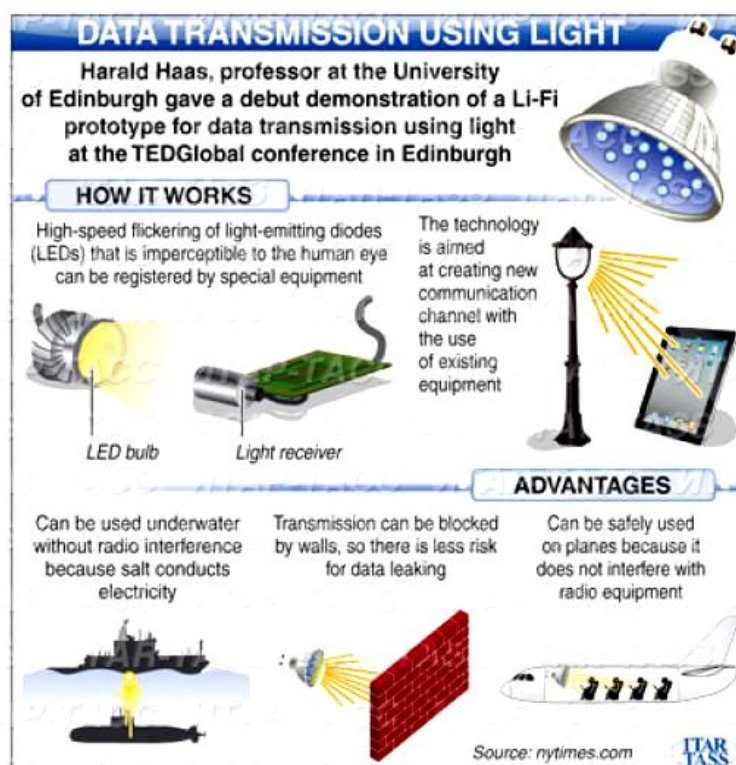 DATA TRANSMISSION USING LIGHT
Harald Haas, professor at the University
of Edinburgh gave a debut demonstration of a Li-Fi
prototype for data transmission using light
at the TEDGlobal conference in Edinburgh
HOW IT WORKS
High-speed flickering of light-emitting diodes
(LEDs) that is imperceptible to the human eye
can be registered by special equipment
LED bulb
Light receiver
The technology
is aimed
at creating new
communication
channel with
the use
of existing
equipment
ADVANTAGES
Can be used underwater
without radio interference
because salt conducts
electricity
Transmission can be blocked
by walls, so there is less risk
for data leaking
Can be safely used
on planes because it
does not interfere with
radio equipment
Source: nytimes.com
ITAR
TASS